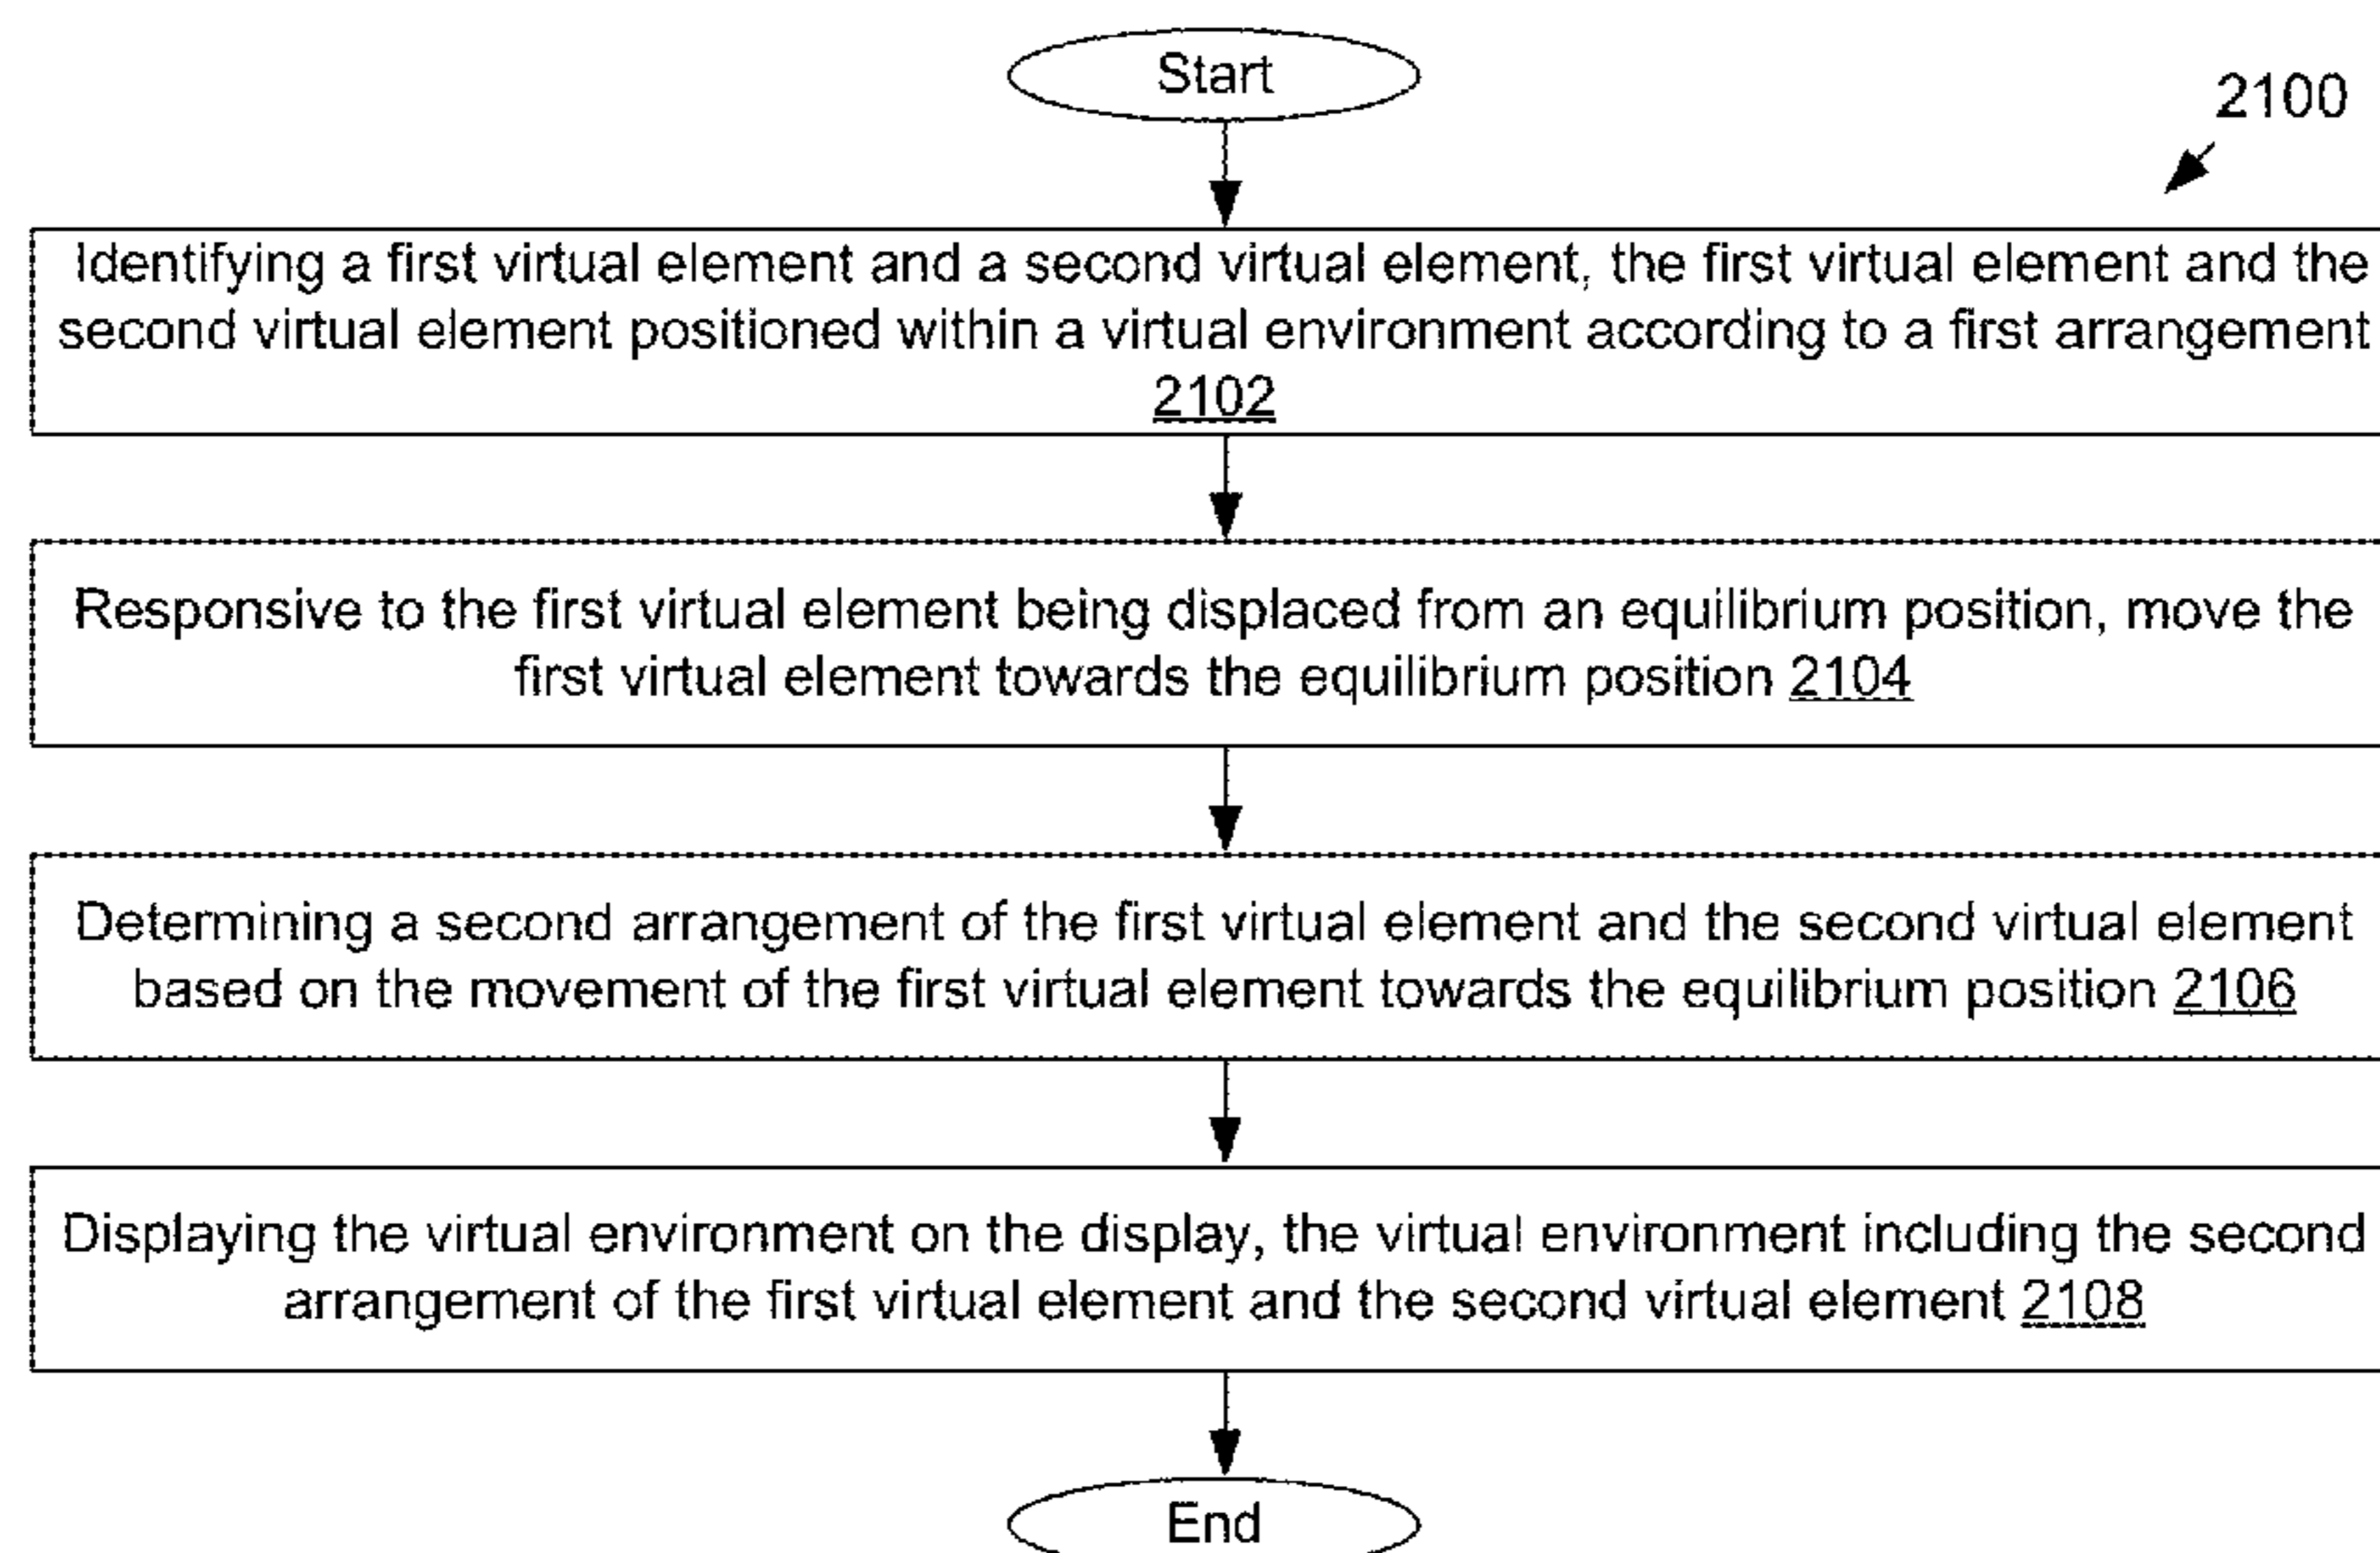 Start
2100
Identifying a first virtual element and a second virtual element, the first virtual element and the
second virtual element positioned within a virtual environment according to a first arrangement
2102
Responsive to the first virtual element being displaced from an equilibrium position, move the
first virtual element towards the equilibrium position 2104
Determining a second arrangement of the first virtual element and the second virtual element
based on the movement of the first virtual element towards the equilibrium position 2106
Displaying the virtual environment on the display, the virtual environment including the second
arrangement of the first virtual element and the second virtual element 2108
End